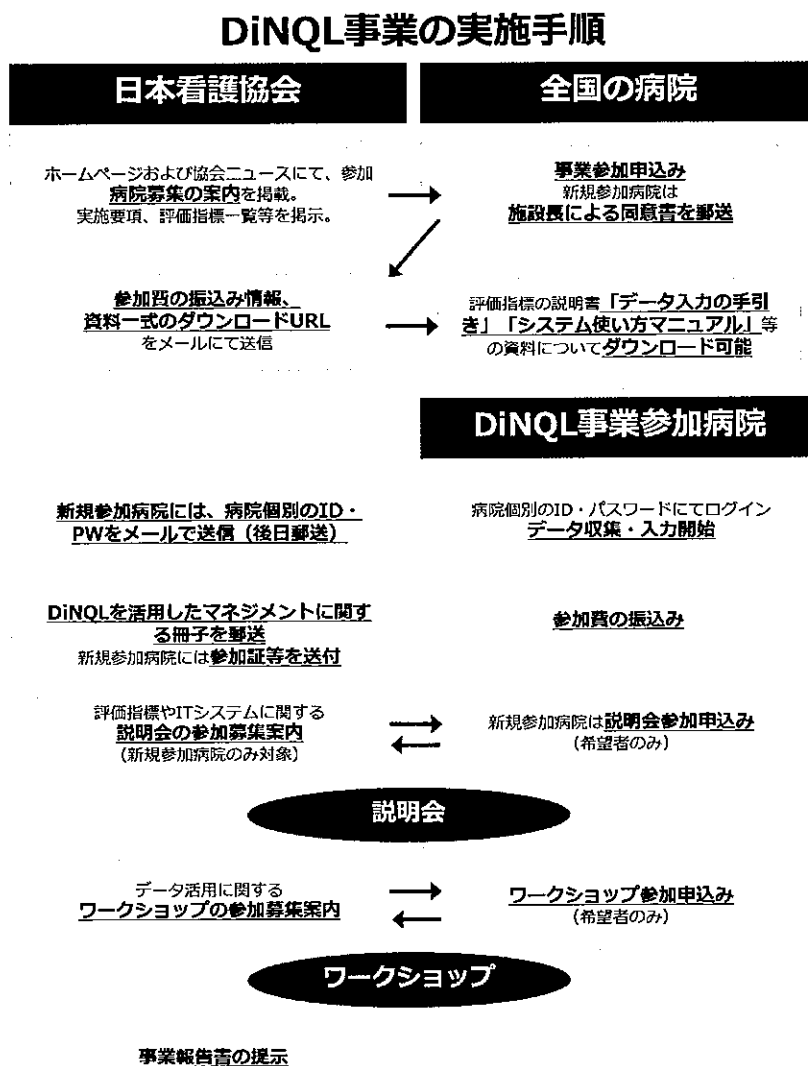 DiNQL事業の実施手順
日本看護協会
全国の病院
ホームページおよび協会ニュースにて、参加
病院募集の案内を掲載。
実施要項、評価指標一覧等を掲示。
事業参加申込み
新規参加病院は
施設長による同意書を郵送
参加費の振込み情報、
資料一式のダウンロードURL
をメールにて送信
評価指標の説明書「データ入力の手引
き」「システム使い方マニュアル」等
の資料についてダウンロード可能
DiNQL事業参加病院
新規参加病院には、病院個別のID・
PWをメールで送信（後日郵送）
病院個別のID・パスワードにてログイン
データ収集・入力開始
DiNQLを活用したマネジメントに関す
る冊子を郵送
新規参加病院には参加証等を送付
参加費の振込み
評価指標やITシステムに関する
説明会の参加募集案内
(新規参加病院のみ対象)
新規参加病院は説明会参加申込み
(希望者のみ)
説明会
データ活用に関する
ワークショップの参加募集案内
ワークショップ参加申込み
(希望者のみ)
ワークショップ
事業報告書の提示